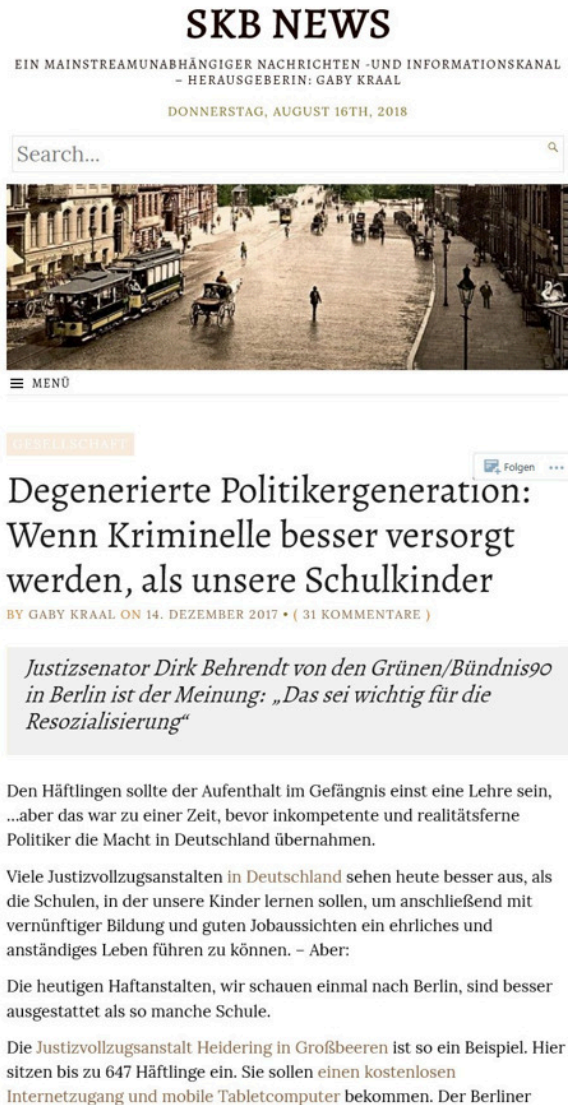 SKB NEWS
EIN MAINSTREAMUNABHÄNGIGER NACHRICHTEN -UND INFORMATIONSKANAL
– HERAUSGEBERIN: GABY KRAAL
DONNERSTAG, AUGUST 16TH, 2018
Search...
MENÜ
GESELLSCHAFT
Folgen
Degenerierte Politikergeneration:
Wenn Kriminelle besser versorgt
werden, als unsere Schulkinder
BY GABY KRAAL ON 14. DEZEMBER 2017 • ( 31 KOMMENTARE )
Justizsenator Dirk Behrendt von den Grünen/Bündnis90
in Berlin ist der Meinung: „Das sei wichtig für die
Resozialisierung“
Den Häftlingen sollte der Aufenthalt im Gefängnis einst eine Lehre sein,
…aber das war zu einer Zeit, bevor inkompetente und realitätsferne
Politiker die Macht in Deutschland übernahmen.
Viele Justizvollzugsanstalten in Deutschland sehen heute besser aus, als
die Schulen, in der unsere Kinder lernen sollen, um anschließend mit
vernünftiger Bildung und guten Jobaussichten ein ehrliches und
anständiges Leben führen zu können. – Aber:
Die heutigen Haftanstalten, wir schauen einmal nach Berlin, sind besser
ausgestattet als so manche Schule.
Die Justizvollzugsanstalt Heidering in Großbeeren ist so ein Beispiel. Hier
sitzen bis zu 647 Häftlinge ein. Sie sollen einen kostenlosen
Internetzugang und mobile Tabletcomputer bekommen. Der Berliner